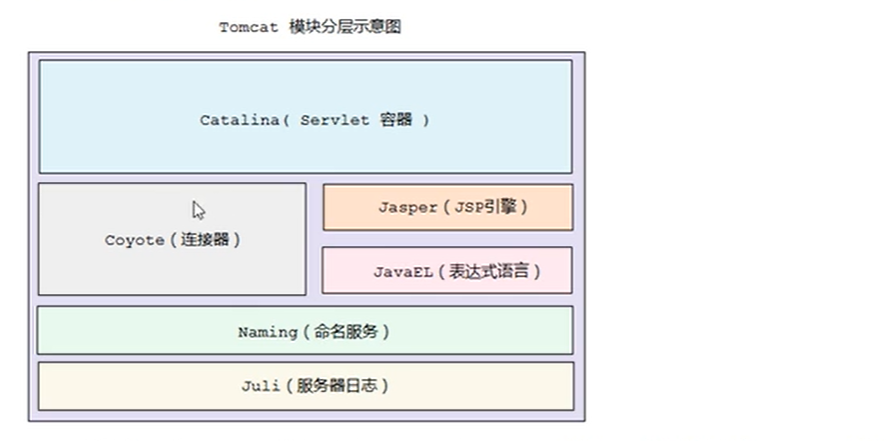 Tomcat 模块分层示意图
Catalina( Servlet 容器 )
Coyote(连接器)
Jasper(JSP引擎)
JavaEL(表达式语言)
Naming(命名服务)
Juli(服务器日志)